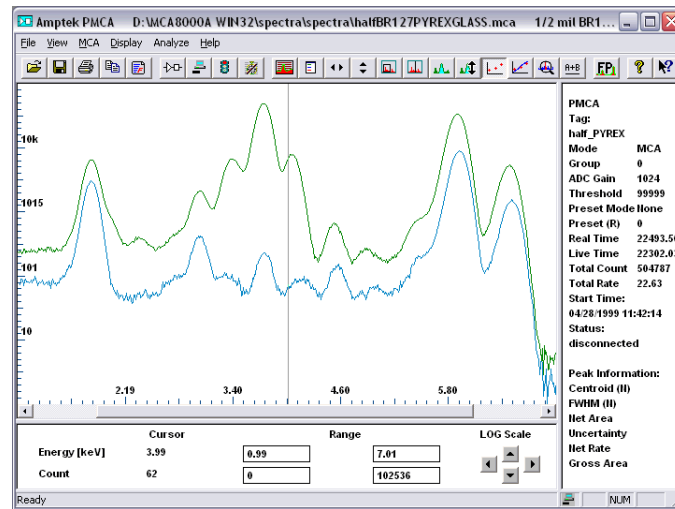 Amptek PMCA D:\MCA8000A WIN32\spectra\spectra\halfBR127PYREXGLASS.mca 1/2 mil BR1...
File View MCA Display Analyze Help
A+B FP ? ?
10k
1015
101
10
2.19 3.40 4.60 5.80
PMCA
Tag:
half_PYREX
Mode MCA
Group 0
ADC Gain 1024
Threshold 99999
Preset Mode None
Preset (R) 0
Real Time 22493.50
Live Time 22302.03
Total Count 504787
Total Rate 22.63
Start Time:
04/28/1999 11:42:14
Status:
disconnected
Peak Information:
Centroid (N)
FWHM (N)
Net Area
Uncertainty
Net Rate
Gross Area
Cursor Range LOG Scale
Energy [keV] 3.99 0.99 7.01
Count 62 0 102536
Ready NUM